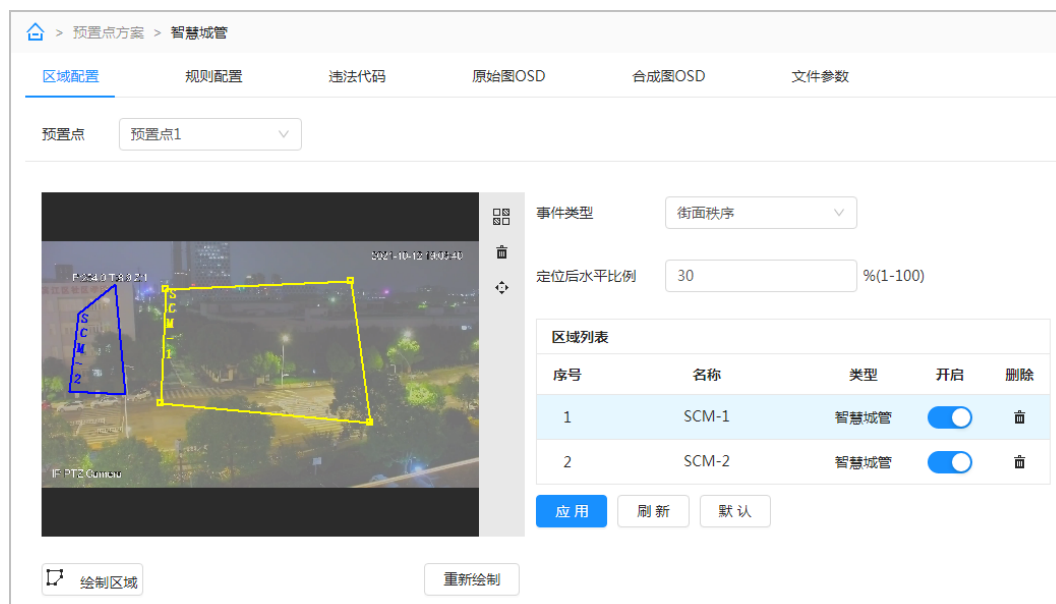 > 预置点方案 > 智慧城管
区域配置 规则配置 违法代码 原始图OSD 合成图OSD 文件参数
预置点 预置点1
事件类型 街面秩序
定位后水平比例 30 %(1-100)
SCM-1
SCM-2
IP PTZ Camera
区域列表
序号 名称 类型 开启 删除
1 SCM-1 智慧城管
2 SCM-2 智慧城管
应用 刷新 默认
绘制区域 重新绘制